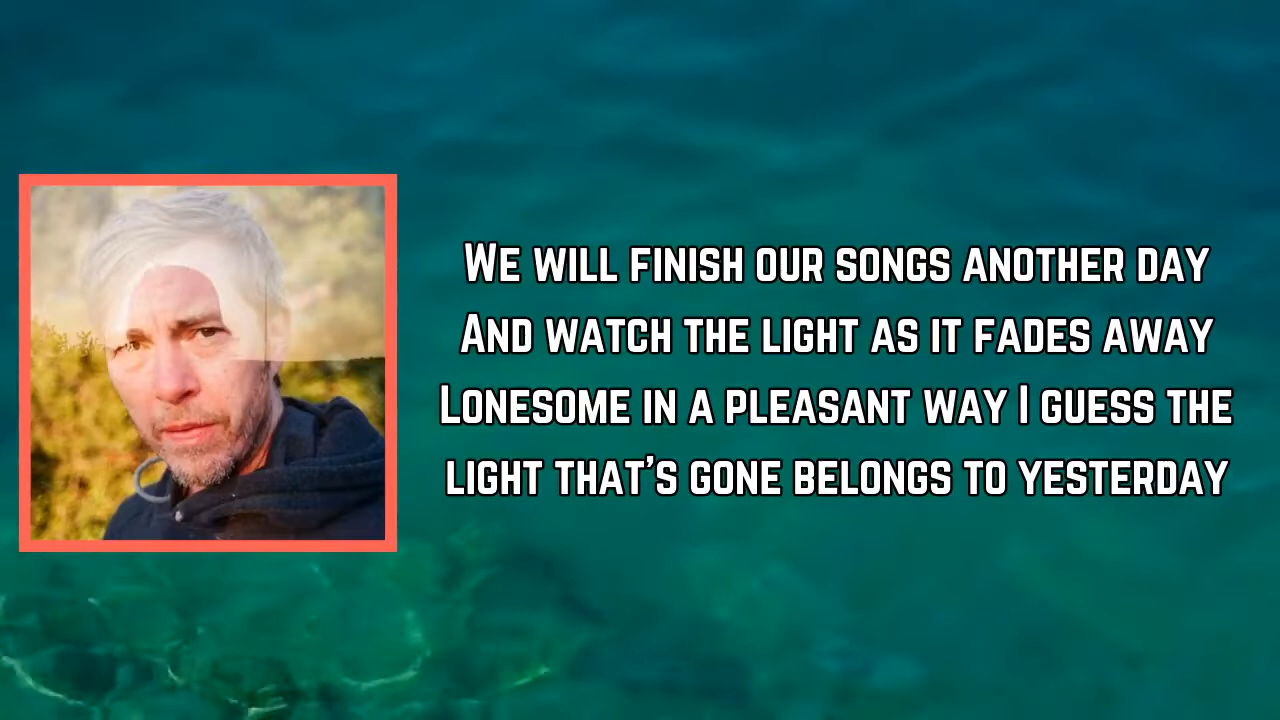 We will finish our songs another day
And watch the light as it fades away
Lonesome in a pleasant way I guess the
light that's gone belongs to yesterday